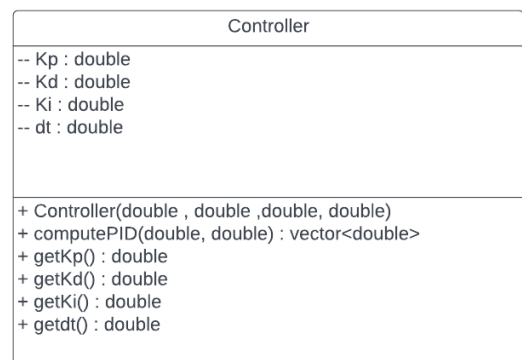 Controller
-- Kp : double
-- Kd : double
-- Ki : double
-- dt : double
+ Controller(double , double ,double, double)
+ computePID(double, double) : vector<double>
+ getKp() : double
+ getKd() : double
+ getKi() : double
+ getdt() : double